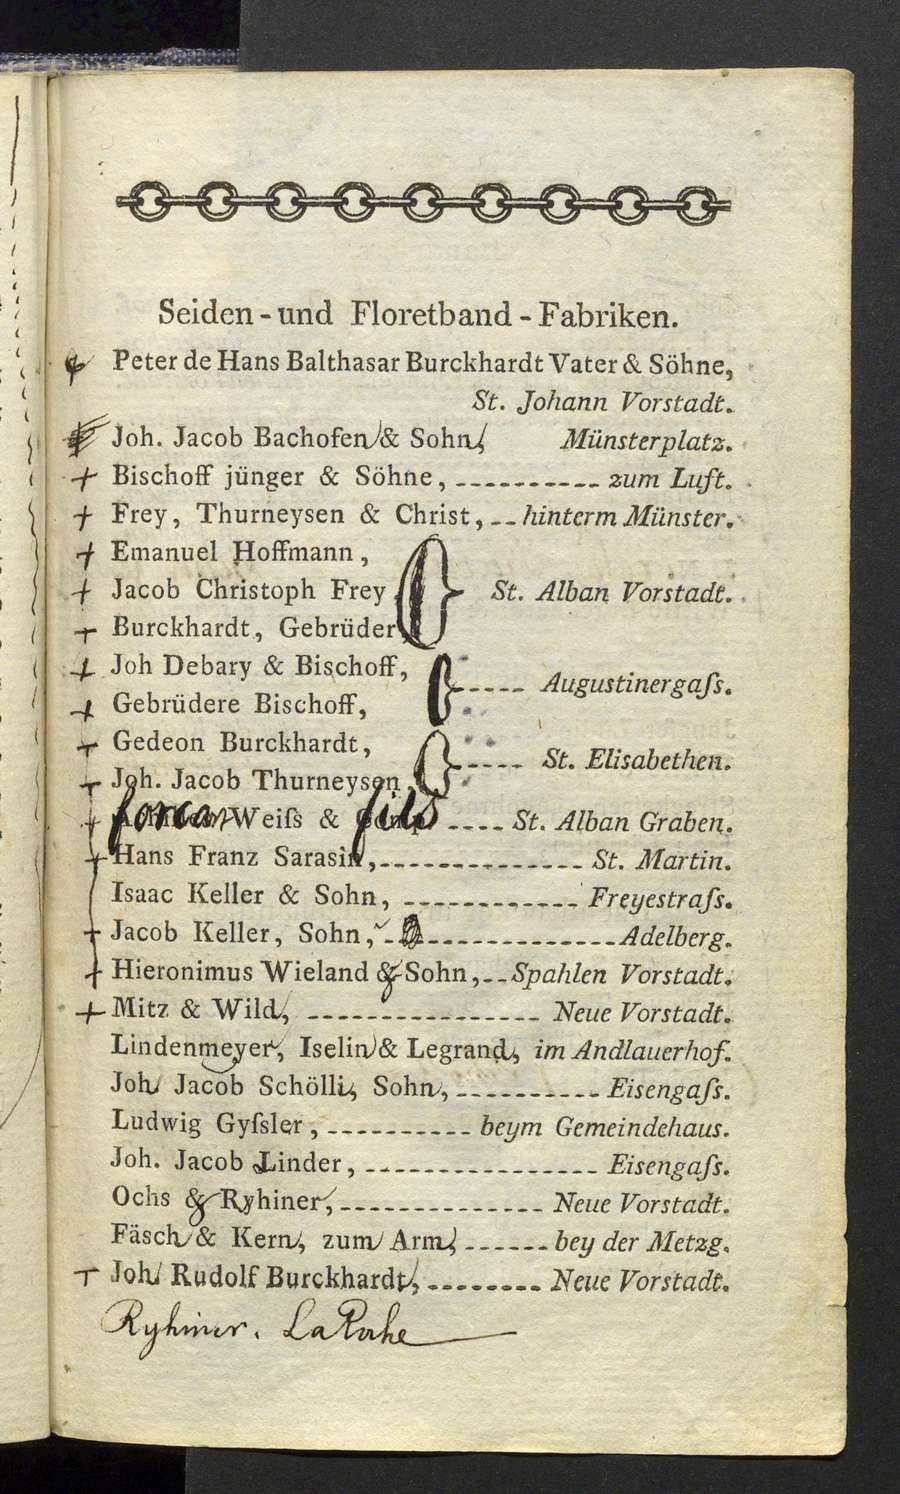 Seiden-und Floretband-Fabriken.
Peter de Hans Balthasar Burckhardt Vater & Söhne,
St. Johann Vorstadt.
Joh. Jacob Bachofen & Sohn, Münsterplatz.
+ Bischoff jünger & Söhne, ---------- zum Luft.
+ Frey, Thurneysen & Christ, -- hinterm Münster.
+ Emanuel Hoffmann,
+ Jacob Christoph Frey } St. Alban Vorstadt.
+ Burckhardt, Gebrüder
+ Joh Debary & Bischoff,
} ----- Augustinergaſs.
+ Gebrüdere Bischoff,
+ Gedeon Burckhardt,
} ----- St. Elisabethen.
+ Joh. Jacob Thurneysen
+ forcar Weiſs & fils ---- St. Alban Graben.
+ Hans Franz Sarasin, -------------- St. Martin.
Isaac Keller & Sohn, ------------ Freyestraſs.
+ Jacob Keller, Sohn, -------------- Adelberg.
+ Hieronimus Wieland & Sohn, -- Spahlen Vorstadt.
+ Mitz & Wild, ---------------- Neue Vorstadt.
Lindenmeyer, Iselin & Legrand, im Andlauerhof.
Joh. Jacob Schölli, Sohn, ---------- Eisengaſs.
Ludwig Gyſsler, ---------- beym Gemeindehaus.
Joh. Jacob Linder, ---------------- Eisengaſs.
Ochs & Ryhiner, -------------- Neue Vorstadt.
Fäsch & Kern, zum Arm, ------ bey der Metzg.
+ Joh. Rudolf Burckhardt, -------- Neue Vorstadt.
Ryhiner. LaRoche